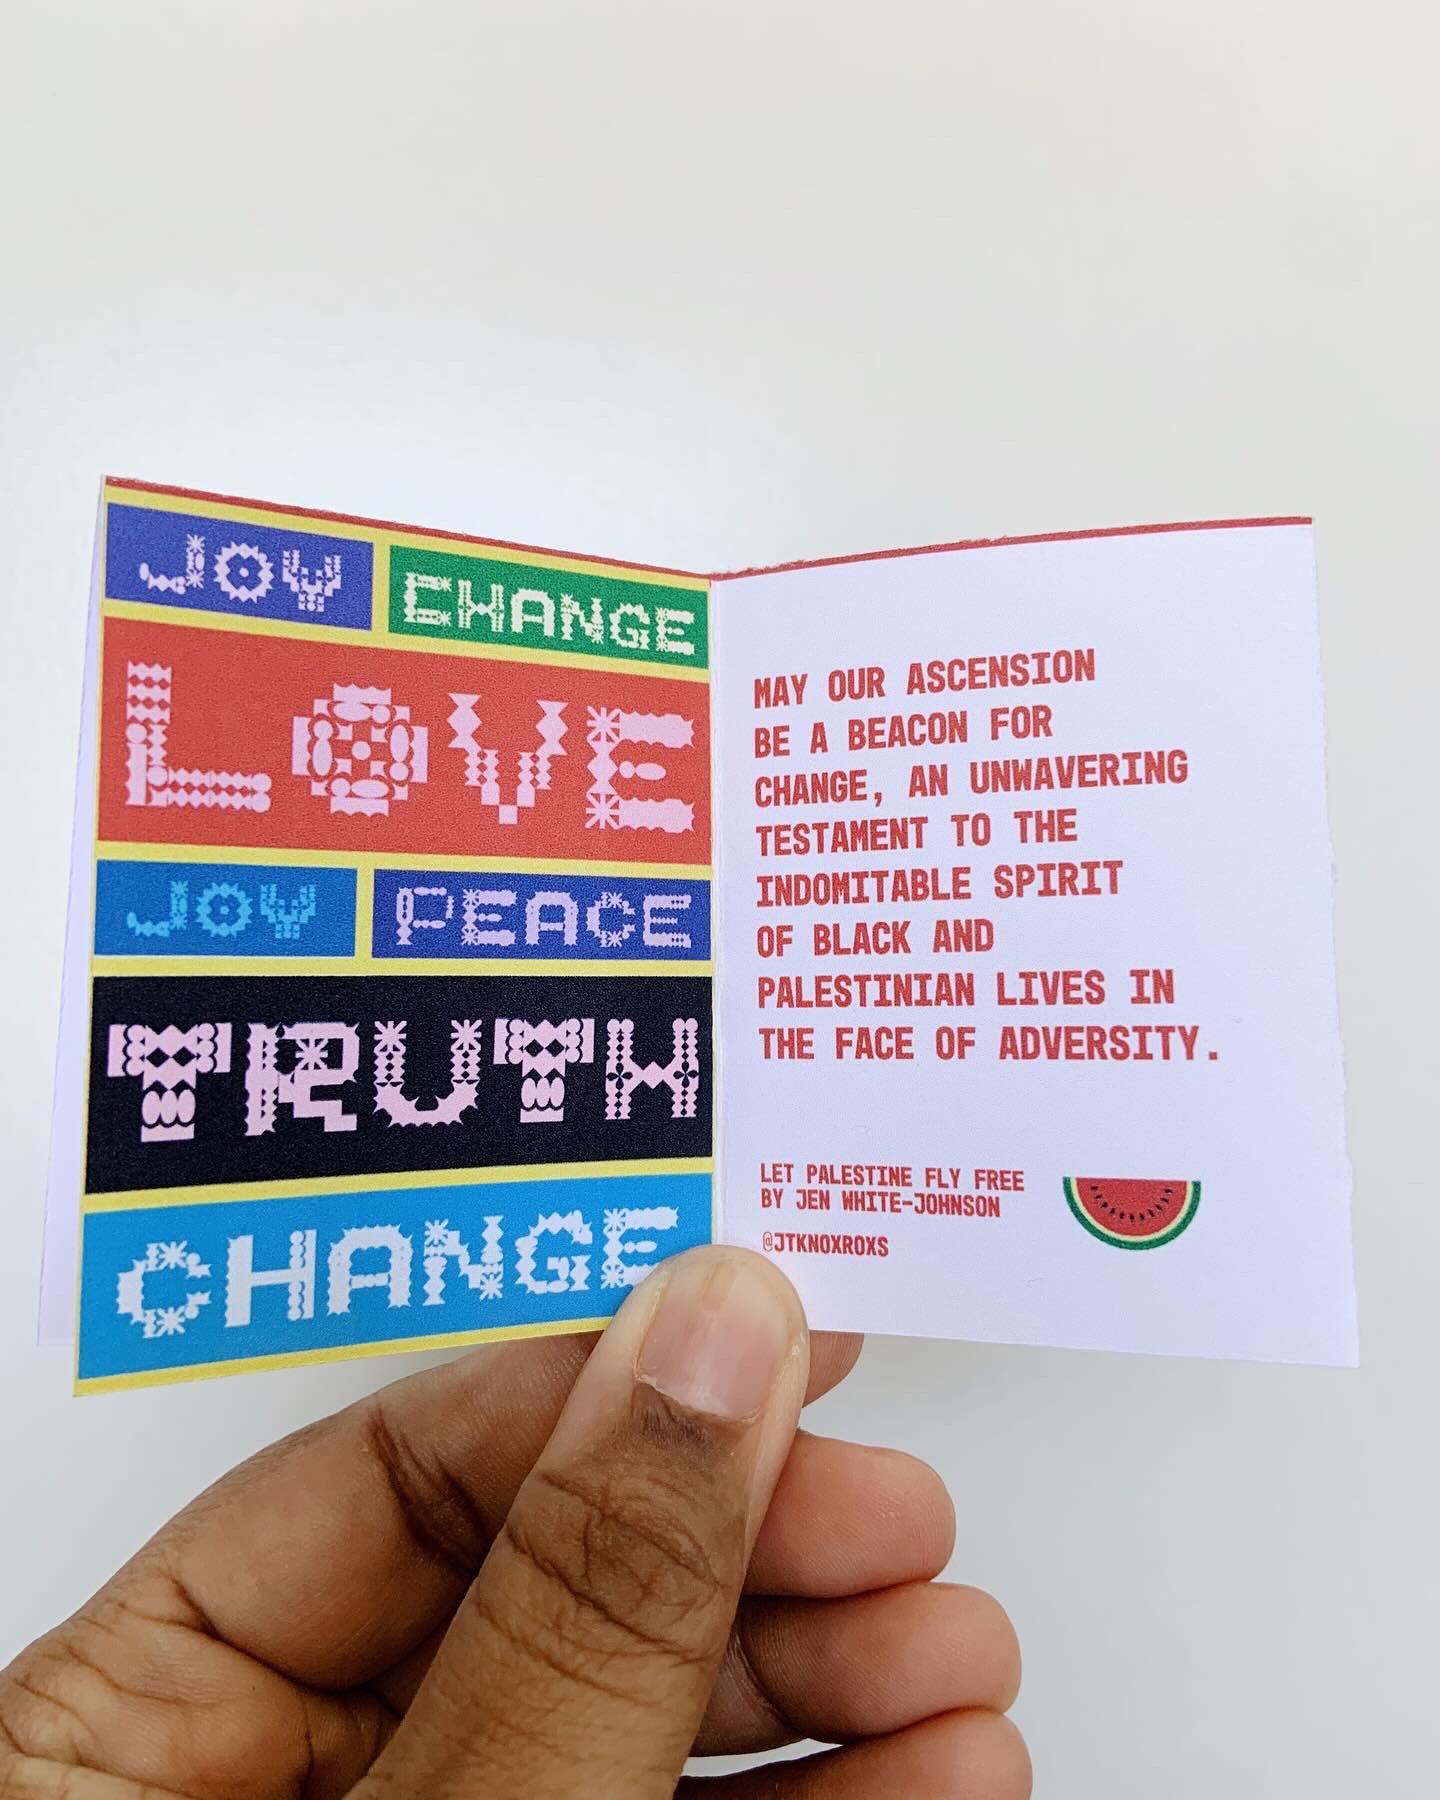 JOY CHANGE
LOVE
JOY PEACE
TRUTH
CHANGE
MAY OUR ASCENSION
BE A BEACON FOR
CHANGE, AN UNWAVERING
TESTAMENT TO THE
INDOMITABLE SPIRIT
OF BLACK AND
PALESTINIAN LIVES IN
THE FACE OF ADVERSITY.
LET PALESTINE FLY FREE
BY JEN WHITE-JOHNSON
@JTKNOXROXS